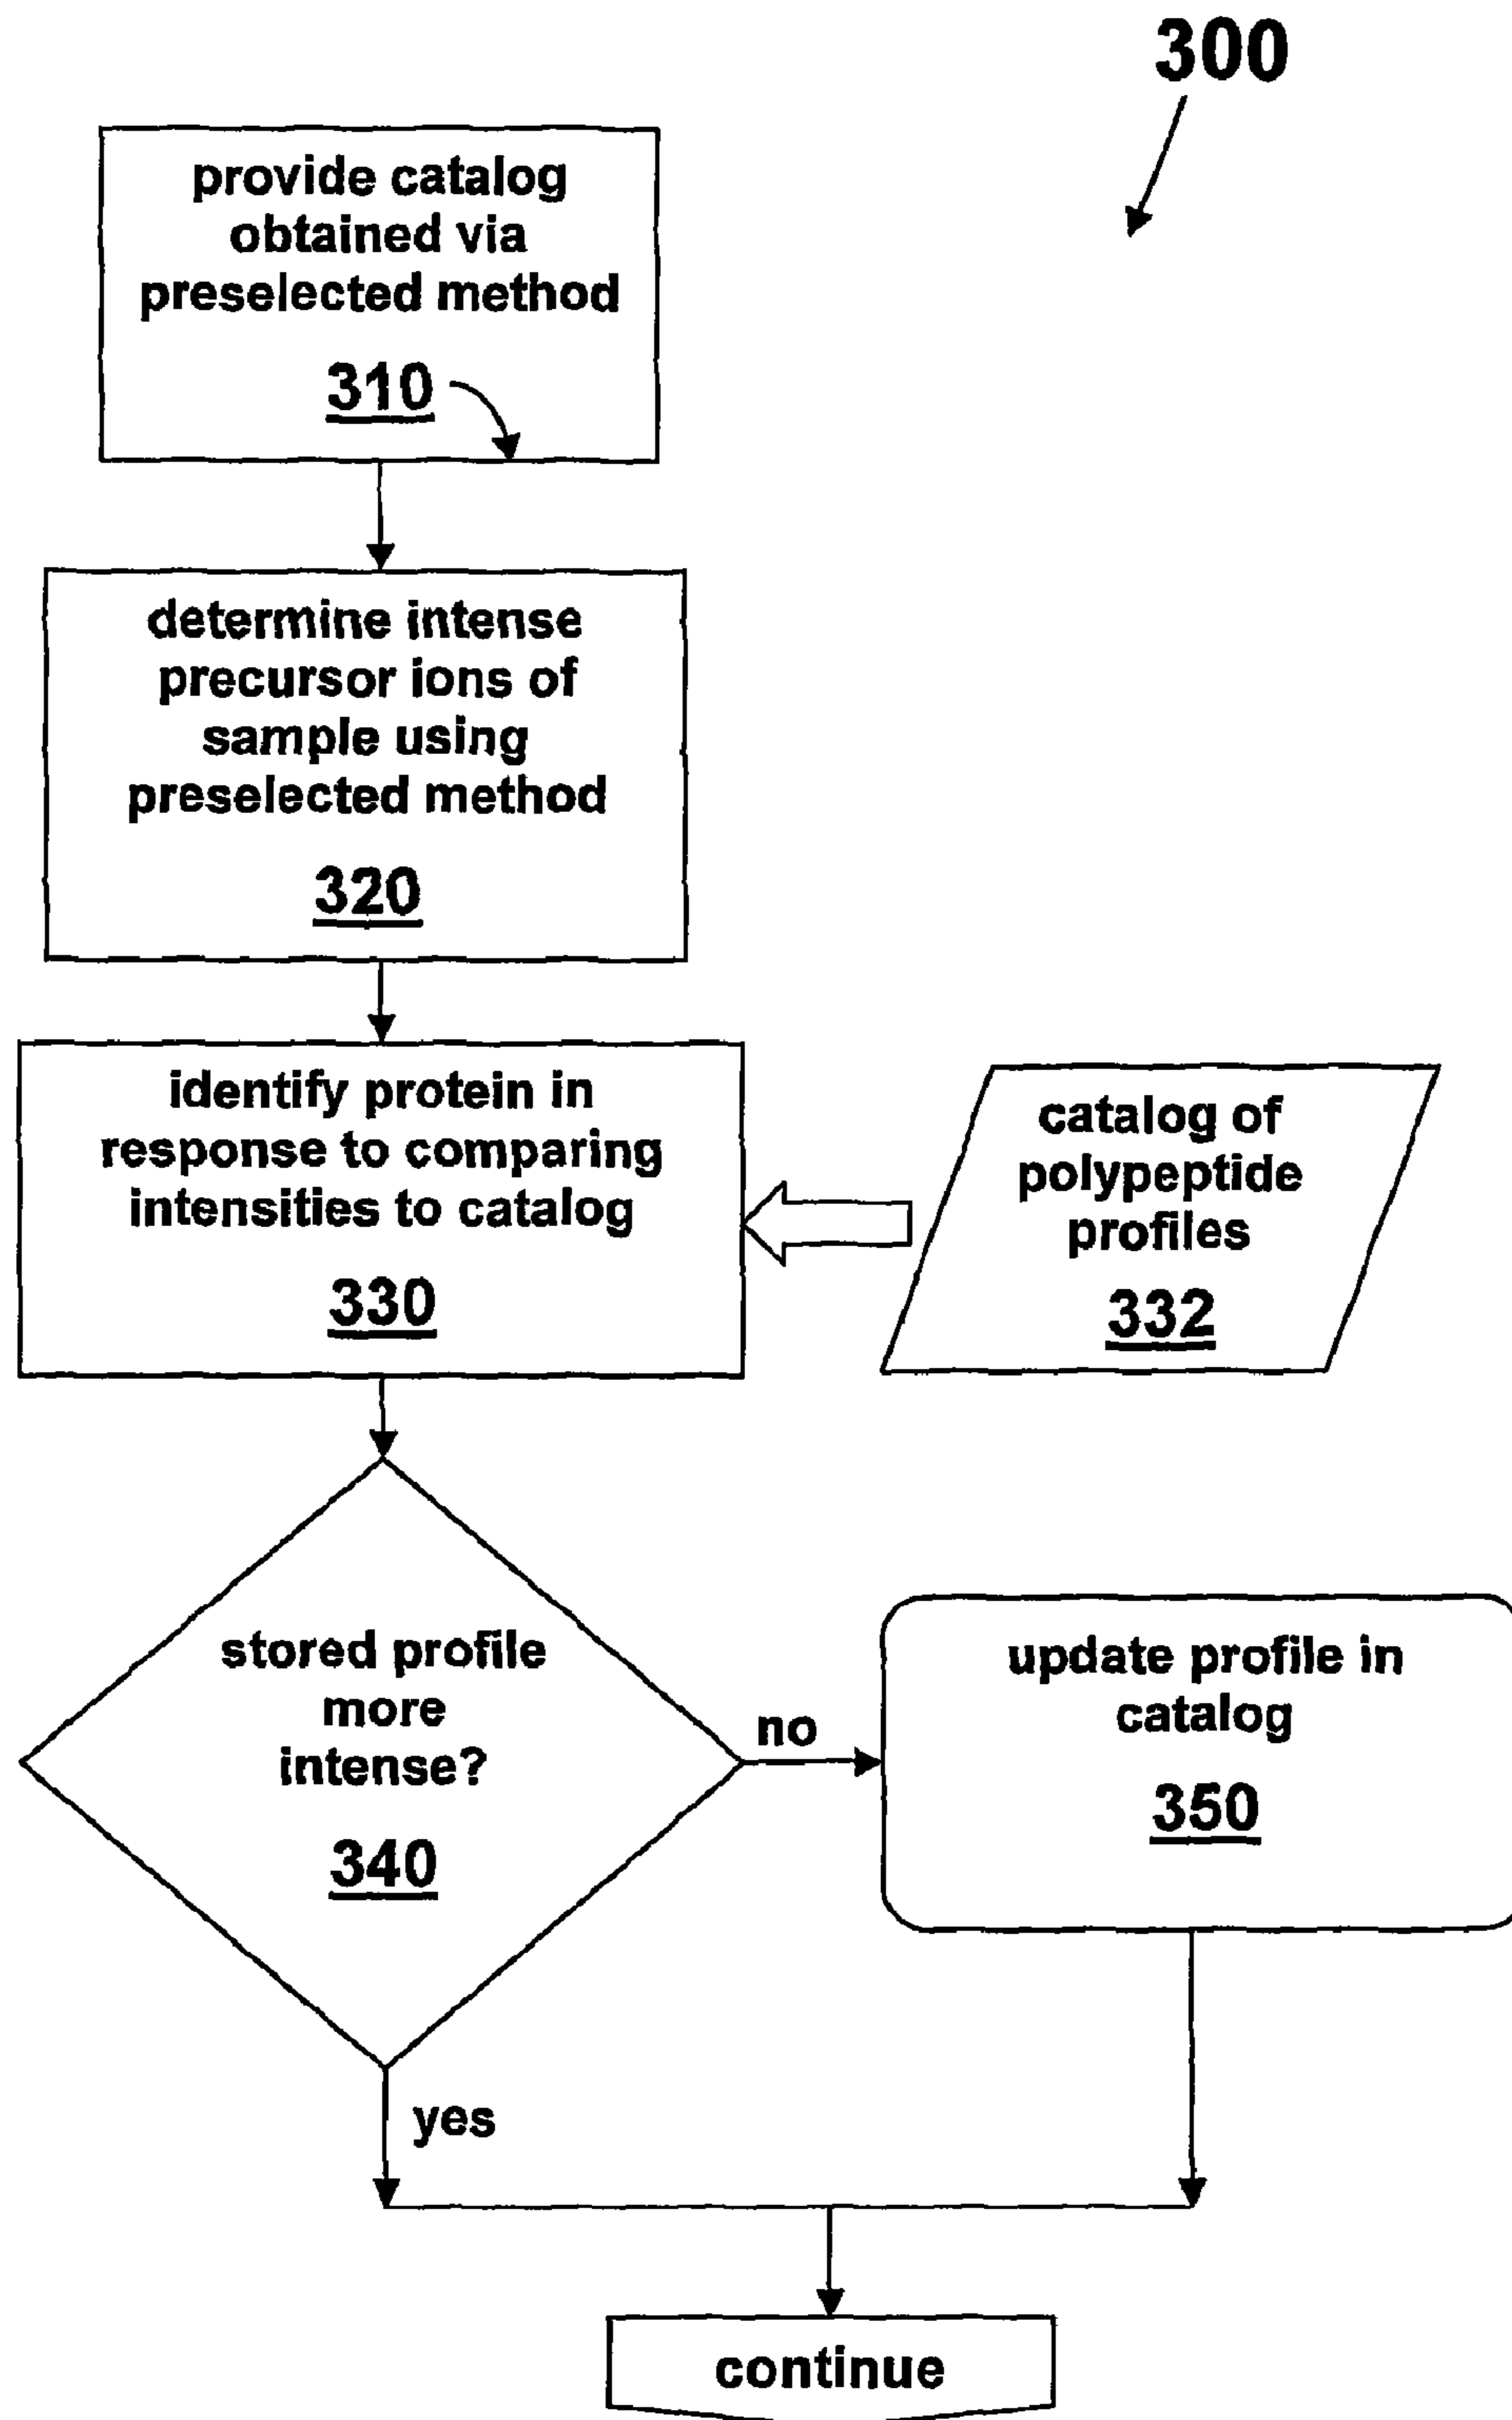 300
provide catalog
obtained via
preselected method
310
determine intense
precursor ions of
sample using
preselected method
320
identify protein in
response to comparing
intensities to catalog
330
catalog of
polypeptide
profiles
332
stored profile
more
intense?
340
no
update profile in
catalog
350
yes
continue